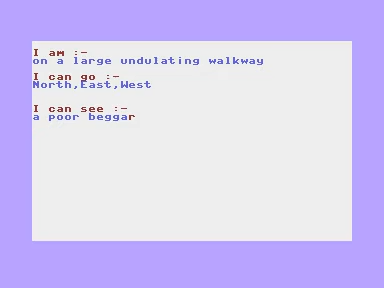 I am :-
on a large undulating walkway
I can go :-
North,East,West
I can see :-
a poor beggar